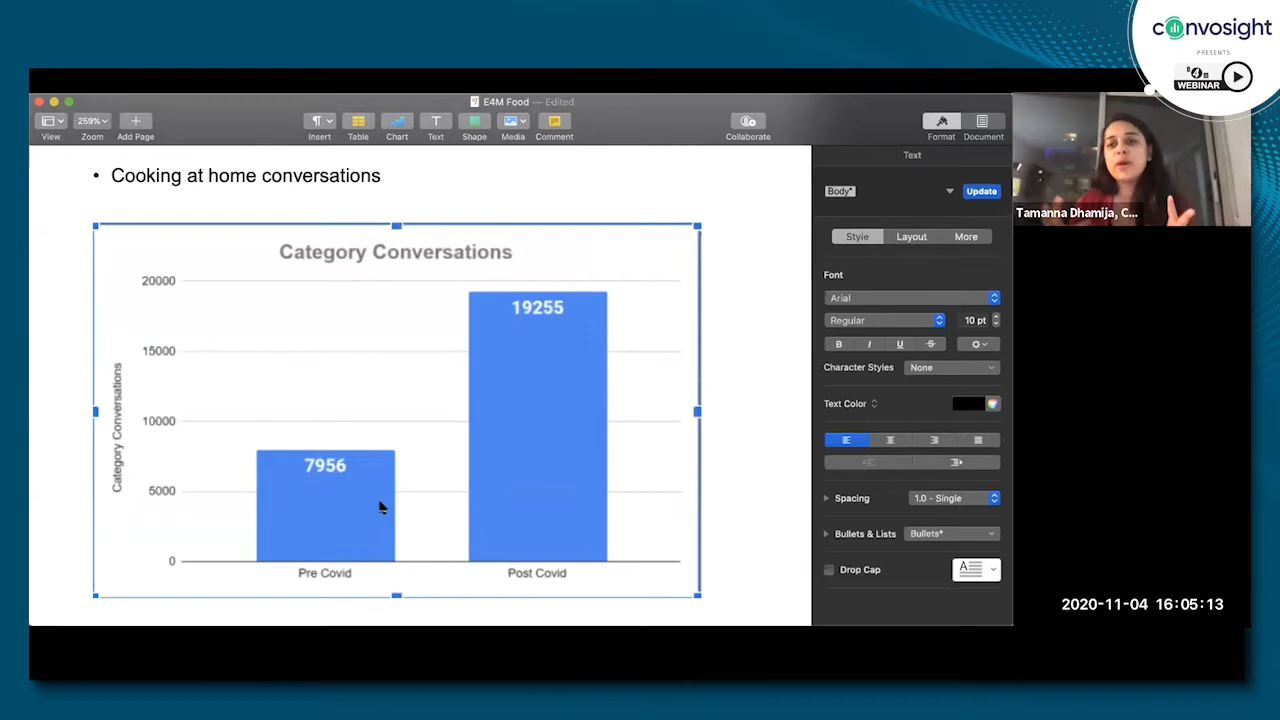 convosight
PRESENTS
e4m
WEBINAR
E4M Food — Edited
View
259%
Zoom
Add Page
Insert
Table
Chart
Text
Shape
Media
Comment
Collaborate
Format
Document
• Cooking at home conversations
Category Conversations
Category Conversations
20000
15000
10000
5000
0
7956
19255
Pre Covid
Post Covid
Text
Body*
Update
Style
Layout
More
Font
Arial
Regular
10 pt
B I U S
Character Styles
None
Text Color
Spacing
1.0 - Single
Bullets & Lists
Bullets*
Drop Cap
A
Tamanna Dhamija, C...
2020-11-04 16:05:13